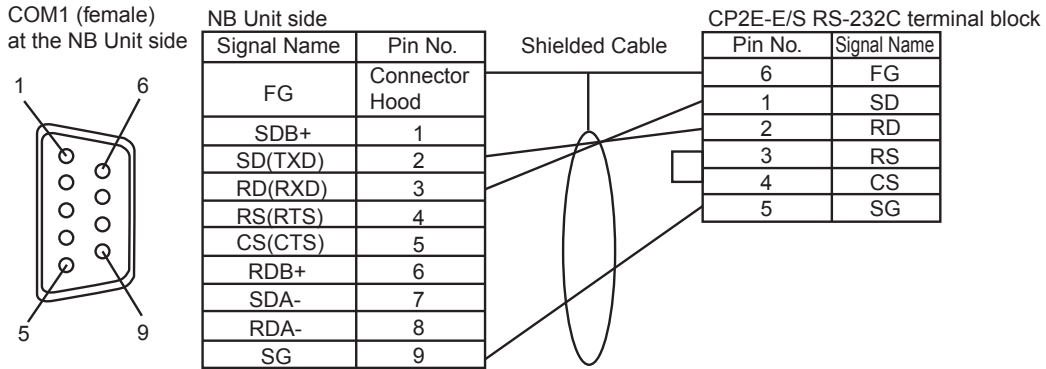 COM1 (female)
at the NB Unit side
1
6
5
9
NB Unit side
Signal Name Pin No.
FG Connector Hood
SDB+ 1
SD(TXD) 2
RD(RXD) 3
RS(RTS) 4
CS(CTS) 5
RDB+ 6
SDA- 7
RDA- 8
SG 9
Shielded Cable
CP2E-E/S RS-232C terminal block
Pin No. Signal Name
6 FG
1 SD
2 RD
3 RS
4 CS
5 SG